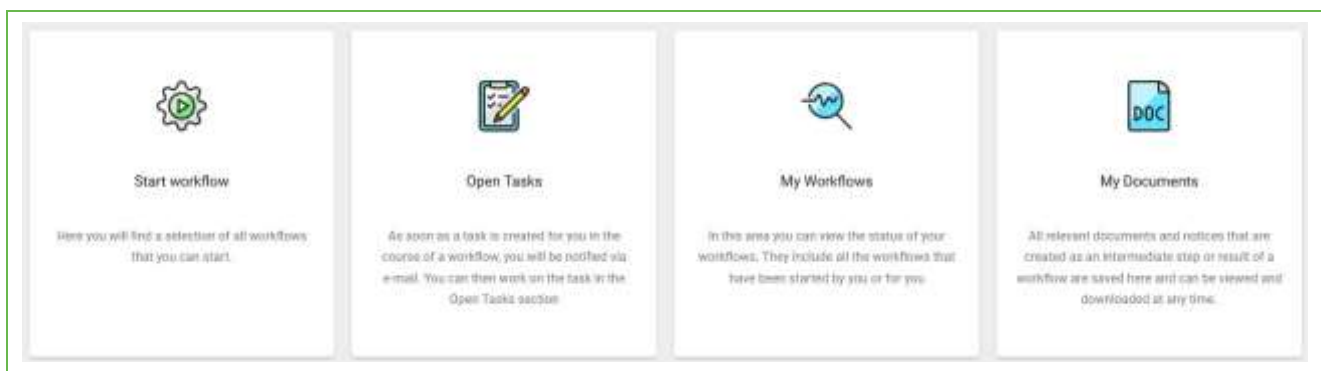 Start workflow
Here you will find a selection of all workflows
that you can start.
Open Tasks
As soon as a task is created for you in the
course of a workflow, you will be notified via
e-mail. You can then work on the task in the
Open Tasks section
My Workflows
In this area you can view the status of your
workflows. They include all the workflows that
have been started by you or for you
DOC
My Documents
All relevant documents and notices that are
created as an intermediate step or result of a
workflow are saved here and can be viewed and
downloaded at any time.